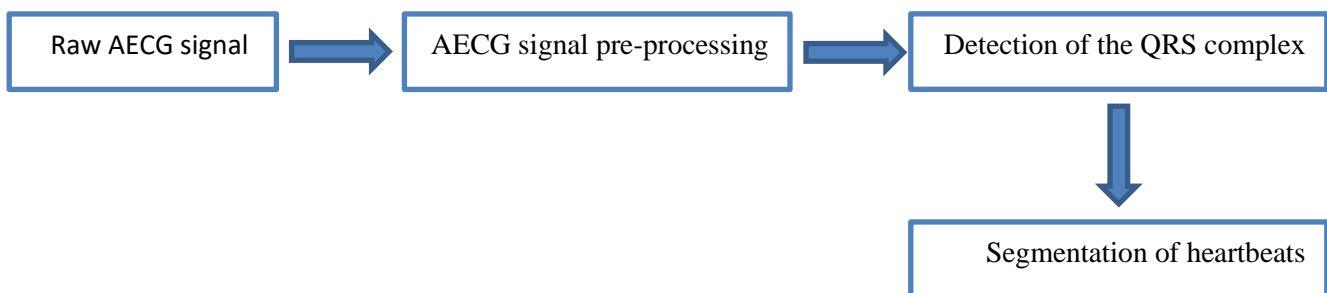 Raw AECG signal
AECG signal pre-processing
Detection of the QRS complex
Segmentation of heartbeats